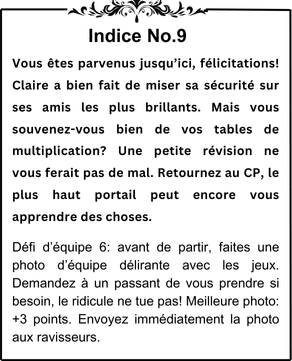 Indice No.9
Vous êtes parvenus jusqu'ici, félicitations!
Claire a bien fait de miser sa sécurité sur
ses amis les plus brillants. Mais vous
souvenez-vous bien de vos tables de
multiplication? Une petite révision ne
vous ferait pas de mal. Retournez au CP, le
plus haut portail peut encore vous
apprendre des choses.
Défi d'équipe 6: avant de partir, faites une
photo d'équipe délirante avec les jeux.
Demandez à un passant de vous prendre si
besoin, le ridicule ne tue pas! Meilleure photo:
+3 points. Envoyez immédiatement la photo
aux ravisseurs.